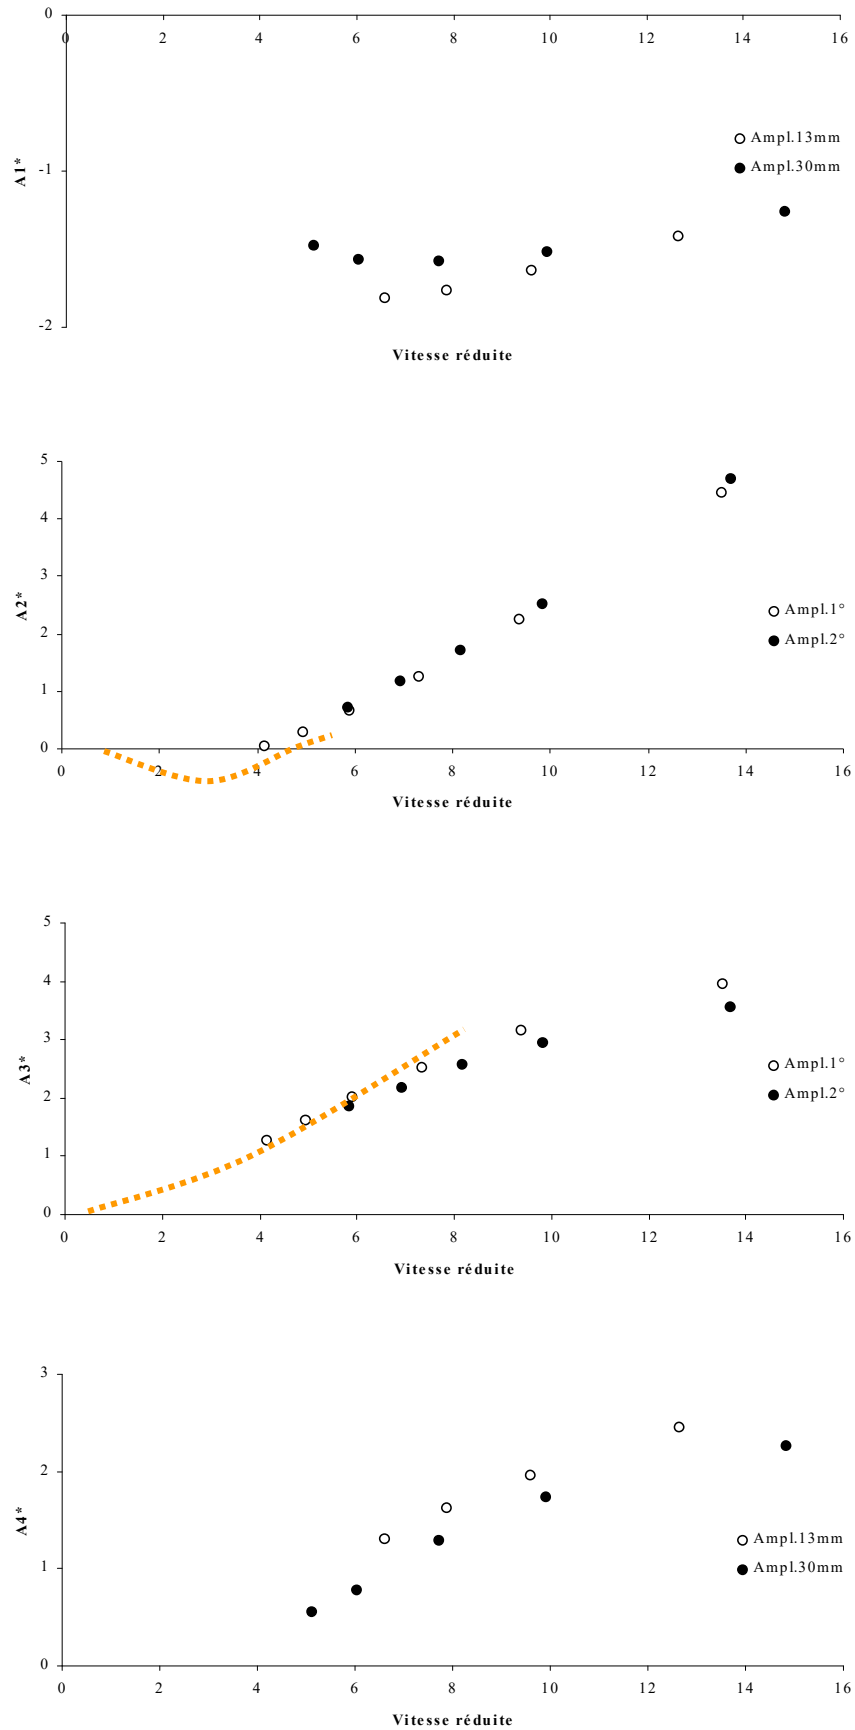 0
0 2 4 6 8 10 12 14 16
Ampl.13mm
A1*
-1
Ampl.30mm
-2
Vitesse réduite
5
4
3
A2*
Ampl.1°
2
Ampl.2°
1
0
0 2 4 6 8 10 12 14 16
Vitesse réduite
5
4
3
A3*
Ampl.1°
Ampl.2°
2
1
0
0 2 4 6 8 10 12 14 16
Vitesse réduite
3
2
A4*
Ampl.13mm
1
Ampl.30mm
0
0 2 4 6 8 10 12 14 16
Vitesse réduite